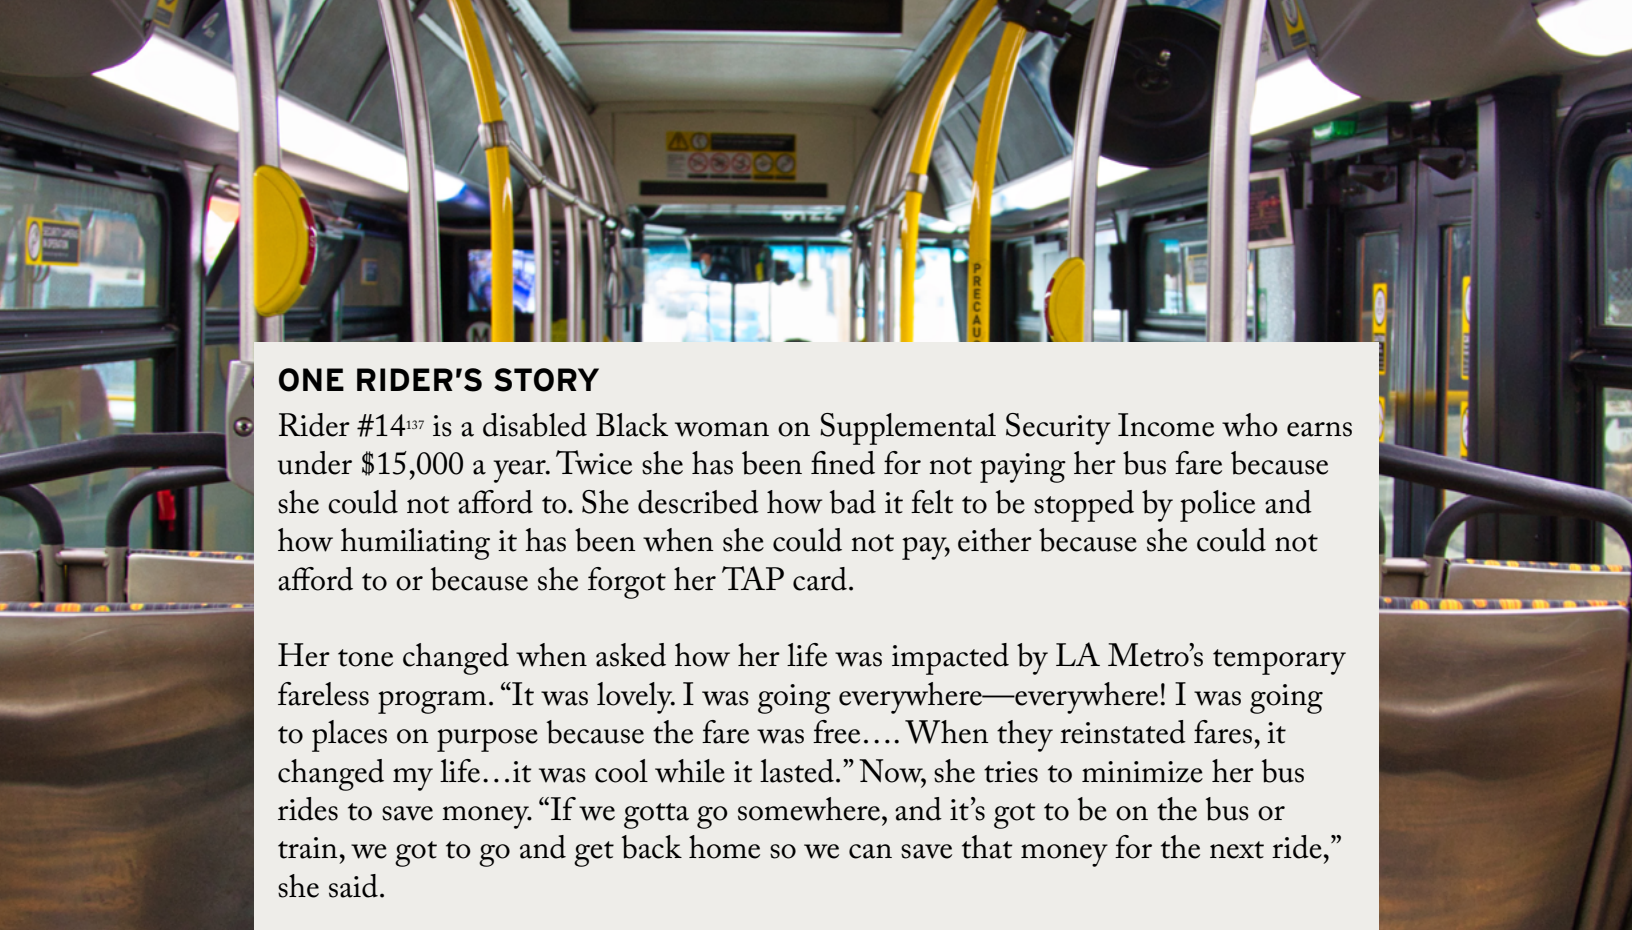 SECURITY CAMERAS
IN OPERATION
PRECAU
M
ONE RIDER'S STORY
Rider #14137 is a disabled Black woman on Supplemental Security Income who earns
under $15,000 a year. Twice she has been fined for not paying her bus fare because
she could not afford to. She described how bad it felt to be stopped by police and
how humiliating it has been when she could not pay, either because she could not
afford to or because she forgot her TAP card.
Her tone changed when asked how her life was impacted by LA Metro’s temporary
fareless program. “It was lovely. I was going everywhere—everywhere! I was going
to places on purpose because the fare was free…. When they reinstated fares, it
changed my life…it was cool while it lasted.” Now, she tries to minimize her bus
rides to save money. “If we gotta go somewhere, and it’s got to be on the bus or
train, we got to go and get back home so we can save that money for the next ride,”
she said.